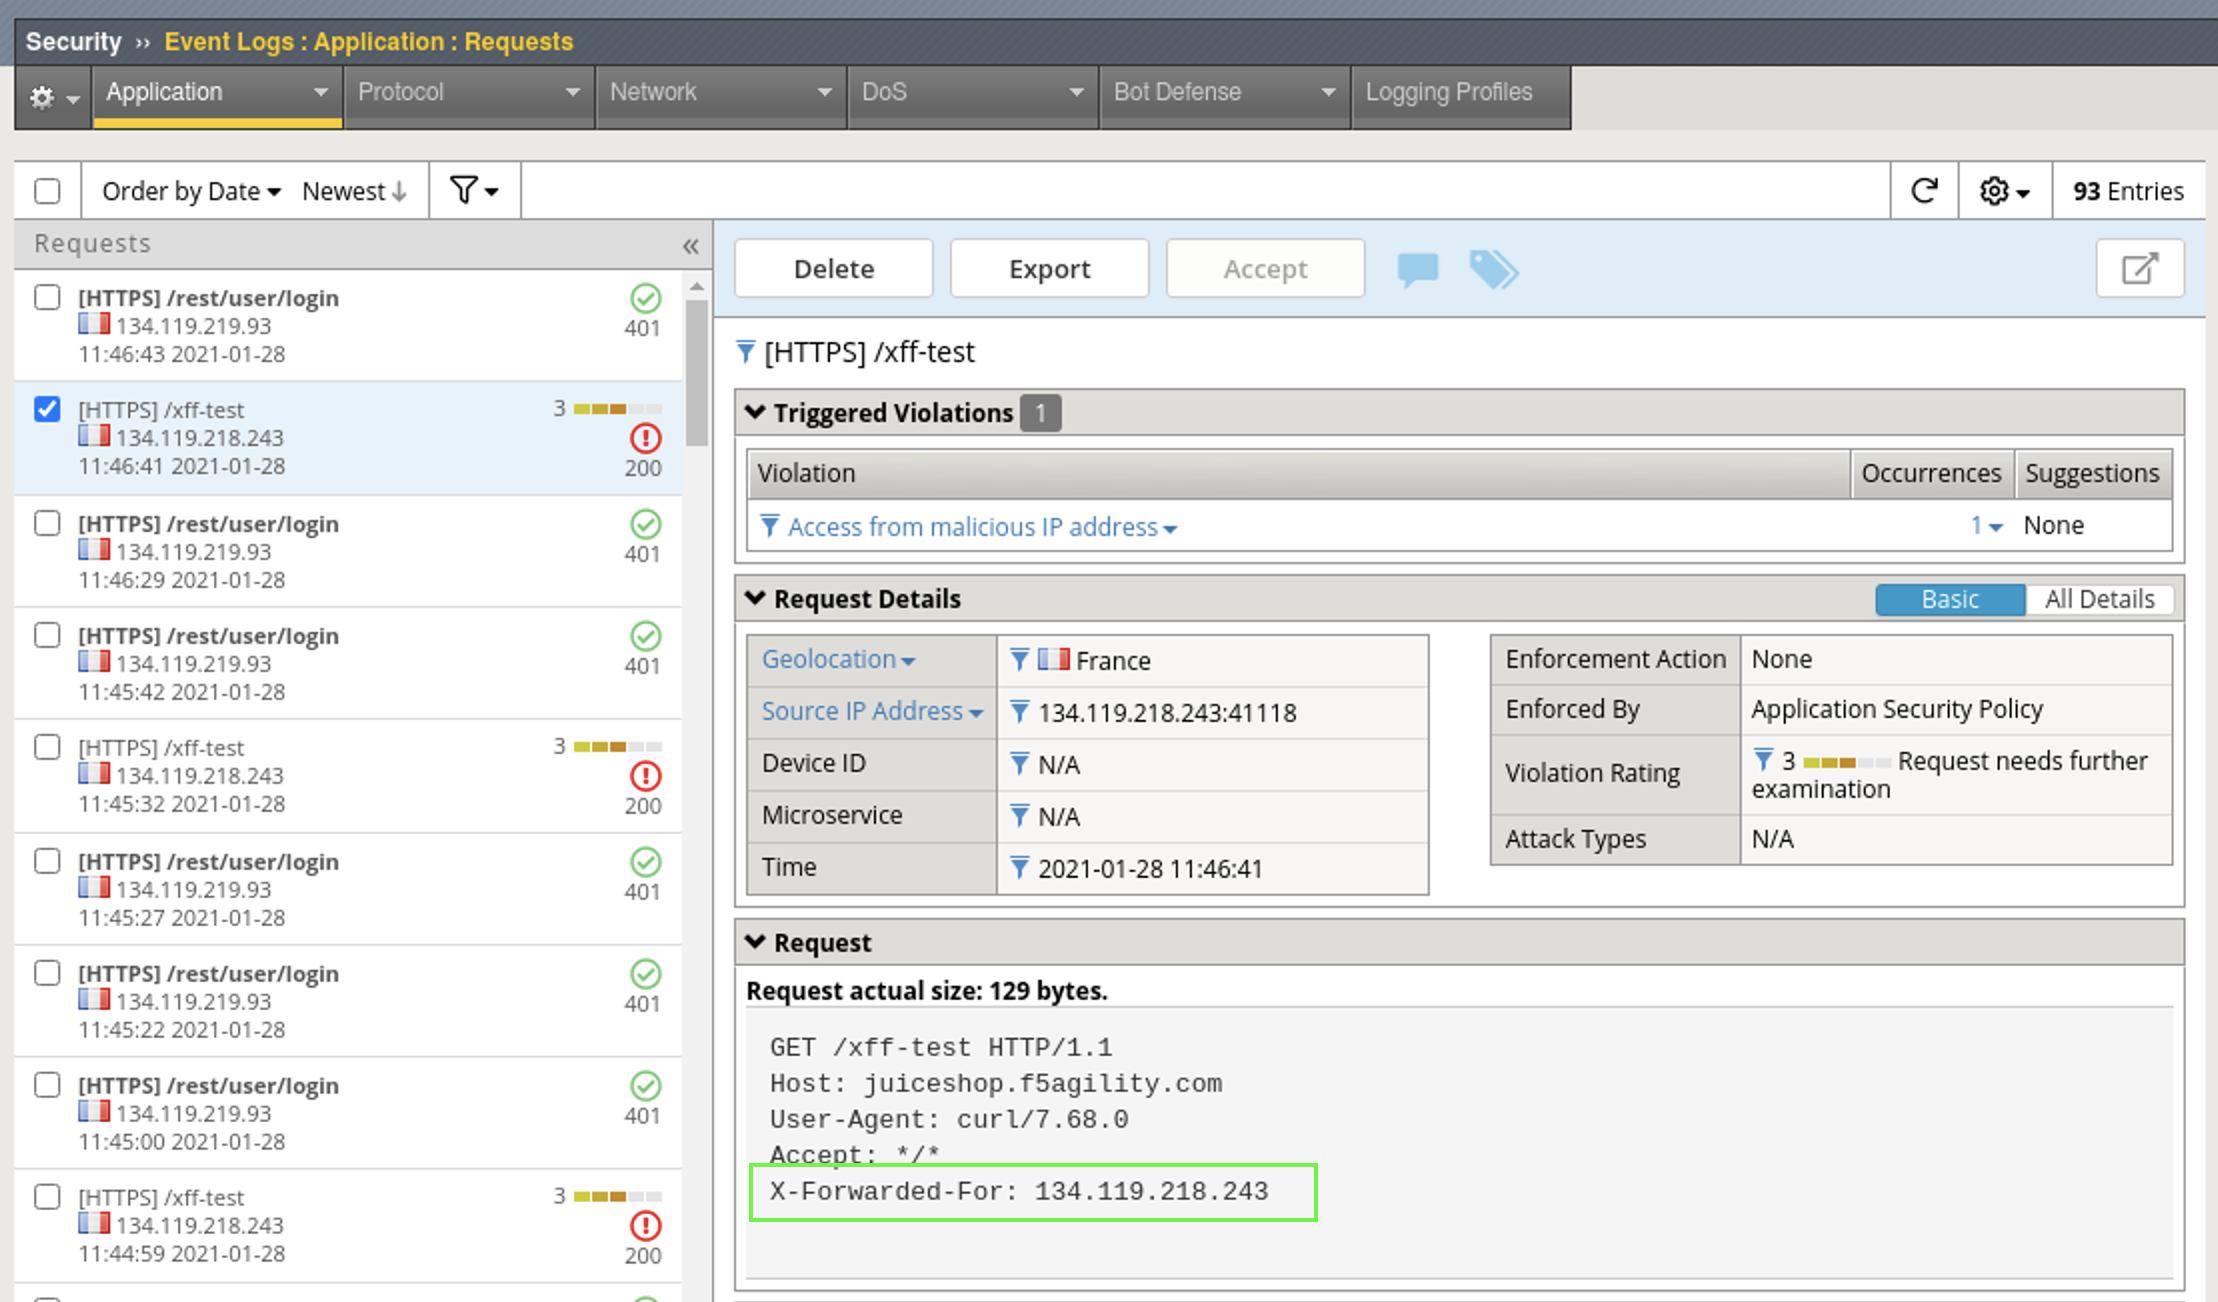 Security ›› Event Logs : Application : Requests
Application Protocol Network DoS Bot Defense Logging Profiles
Order by Date Newest 93 Entries
Requests
[HTTPS] /rest/user/login
134.119.219.93 401
11:46:43 2021-01-28
[HTTPS] /xff-test 3
134.119.218.243
11:46:41 2021-01-28 200
[HTTPS] /rest/user/login
134.119.219.93 401
11:46:29 2021-01-28
[HTTPS] /rest/user/login
134.119.219.93 401
11:45:42 2021-01-28
[HTTPS] /xff-test 3
134.119.218.243
11:45:32 2021-01-28 200
[HTTPS] /rest/user/login
134.119.219.93 401
11:45:27 2021-01-28
[HTTPS] /rest/user/login
134.119.219.93 401
11:45:22 2021-01-28
[HTTPS] /rest/user/login
134.119.219.93 401
11:45:00 2021-01-28
[HTTPS] /xff-test 3
134.119.218.243
11:44:59 2021-01-28 200
Delete Export Accept
[HTTPS] /xff-test
Triggered Violations 1
Violation Occurrences Suggestions
Access from malicious IP address 1 None
Request Details Basic All Details
Geolocation France
Source IP Address 134.119.218.243:41118
Device ID N/A
Microservice N/A
Time 2021-01-28 11:46:41
Enforcement Action None
Enforced By Application Security Policy
Violation Rating 3 Request needs further
examination
Attack Types N/A
Request
Request actual size: 129 bytes.
GET /xff-test HTTP/1.1
Host: juiceshop.f5agility.com
User-Agent: curl/7.68.0
Accept: */*
X-Forwarded-For: 134.119.218.243